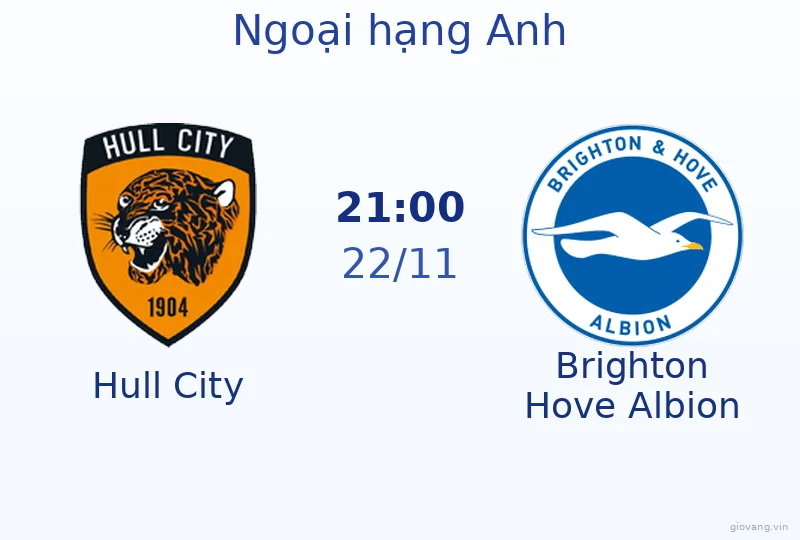 Ngoại hạng Anh
HULL CITY
1904
Hull City
21:00
22/11
BRIGHTON & HOVE
ALBION
Brighton
Hove Albion
giovang.vin